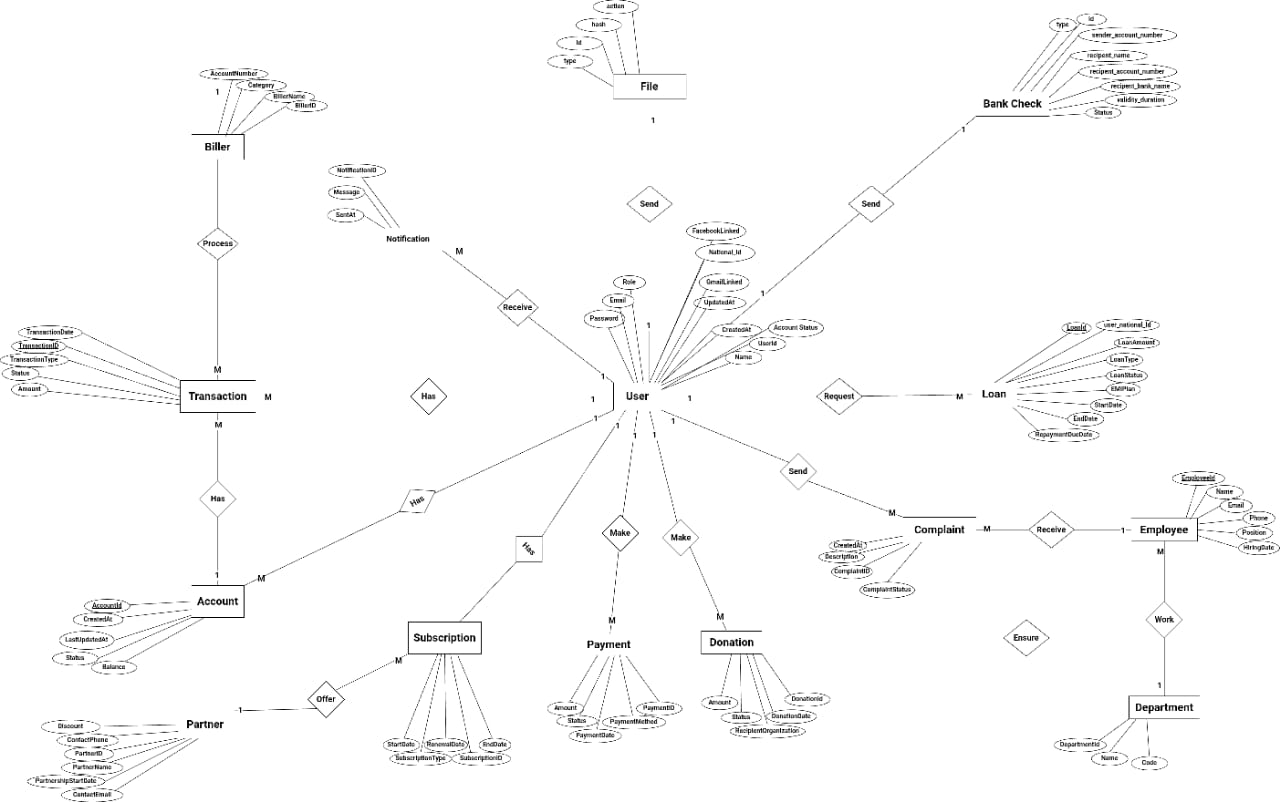 action
hash
Id
type
File
1
Send
type
Id
sender_account_number
recipent_name
recipent_account_number
recipent_bank_name
validity_duration
Status
Bank Check
1
Send
1
AccountNumber
Category
BillerName
BillerID
1
Biller
Process
M
NotificationID
Message
SentAt
Notification
M
Receive
1
FacebookLinked
National_Id
GmailLinked
UpdatedAt
CreatedAt
Account Status
UserId
Name
Role
Email
Password
1
User
1
1
1
1
1
1
1
TransactionDate
TransactionID
TransactionType
Status
Amount
Transaction
M
M
Has
Request
M
Loan
LoanId
user_national_Id
LoanAmount
LoanType
LoanStatus
EMIPlan
StartDate
EndDate
RepaymentDueDate
Has
1
Has
M
Account
AccountId
CreatedAt
LastUpdatedAt
Status
Balance
Has
Make
Make
Send
M
Complaint
CreatedAt
Description
ComplaintID
ComplaintStatus
M
Receive
1
Employee
EmployeeId
Name
Email
Phone
Position
HiringDate
M
Work
1
Ensure
Department
DepartmentId
Name
Code
Subscription
M
StartDate
RenewalDate
EndDate
SubscriptionType
SubscriptionID
Offer
1
Partner
Discount
ContactPhone
PartnerID
PartnerName
PartnershipStartDate
ContactEmail
M
Payment
Amount
Status
PaymentDate
PaymentMethod
PaymentID
M
Donation
Amount
Status
RecipientOrganization
DonationDate
DonationId